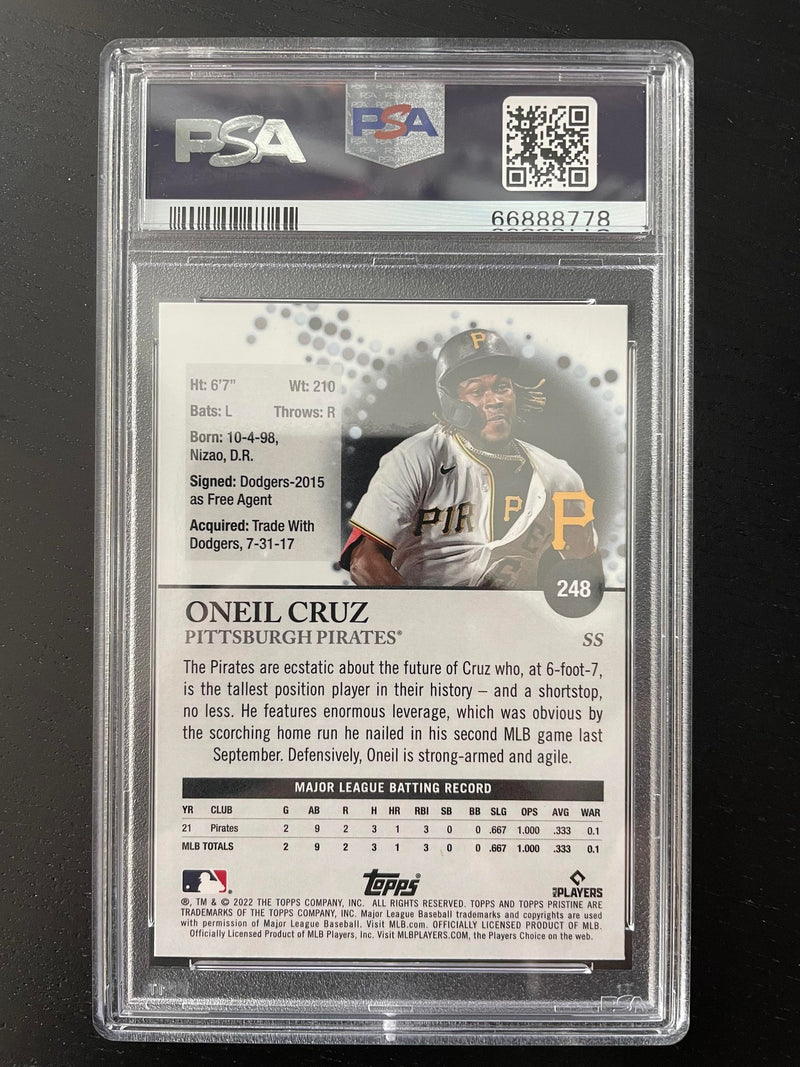 PSA
PSA
66888778
Ht: 6'7" Wt: 210
Bats: L Throws: R
Born: 10-4-98,
Nizao, D.R.
Signed: Dodgers-2015
as Free Agent
Acquired: Trade With
Dodgers, 7-31-17
P
PIR
P
P
248
ONEIL CRUZ
PITTSBURGH PIRATES®
SS
The Pirates are ecstatic about the future of Cruz who, at 6-foot-7,
is the tallest position player in their history – and a shortstop,
no less. He features enormous leverage, which was obvious by
the scorching home run he nailed in his second MLB game last
September. Defensively, Oneil is strong-armed and agile.
MAJOR LEAGUE BATTING RECORD
YR CLUB G AB R H HR RBI SB BB SLG OPS AVG WAR
21 Pirates 2 9 2 3 1 3 0 0 .667 1.000 .333 0.1
MLB TOTALS 2 9 2 3 1 3 0 0 .667 1.000 .333 0.1
Topps
PLAYERS
®, TM & © 2022 THE TOPPS COMPANY, INC. ALL RIGHTS RESERVED. TOPPS AND TOPPS PRISTINE ARE
TRADEMARKS OF THE TOPPS COMPANY, INC. Major League Baseball trademarks and copyrights are used
with permission of Major League Baseball. Visit MLB.com. OFFICIALLY LICENSED PRODUCT OF MLB.
Officially Licensed Product of MLB Players, Inc. Visit MLBPLAYERS.COM, the Players Choice on the web.
PSA